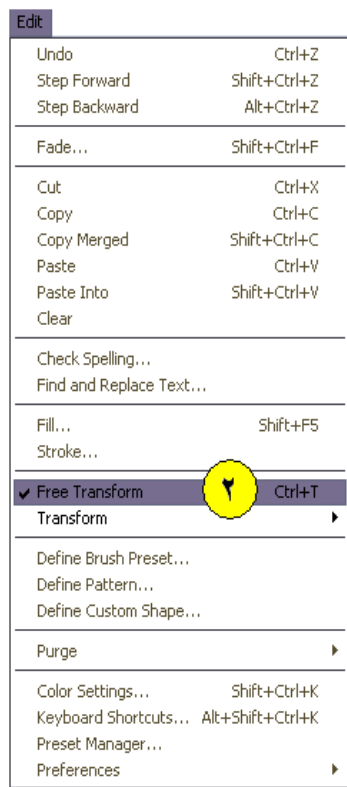 Edit
Undo Ctrl+Z
Step Forward Shift+Ctrl+Z
Step Backward Alt+Ctrl+Z
Fade... Shift+Ctrl+F
Cut Ctrl+X
Copy Ctrl+C
Copy Merged Shift+Ctrl+C
Paste Ctrl+V
Paste Into Shift+Ctrl+V
Clear
Check Spelling...
Find and Replace Text...
Fill... Shift+F5
Stroke...
Free Transform ٢ Ctrl+T
Transform
Define Brush Preset...
Define Pattern...
Define Custom Shape...
Purge
Color Settings... Shift+Ctrl+K
Keyboard Shortcuts... Alt+Shift+Ctrl+K
Preset Manager...
Preferences